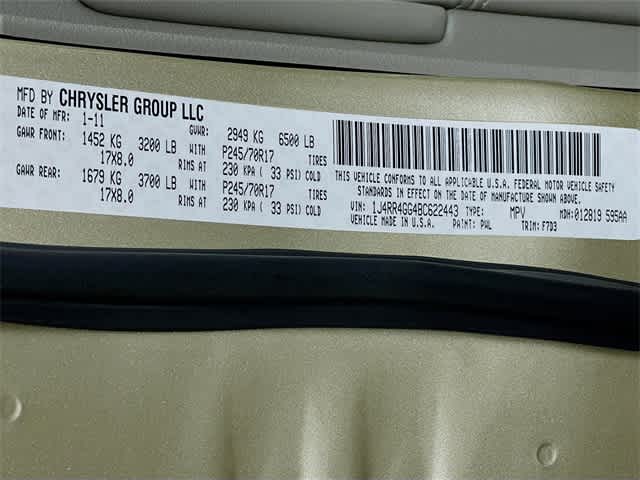 MFD BY CHRYSLER GROUP LLC
DATE OF MFR: 1-11 GVWR: 2949 KG 6500 LB
GAWR FRONT: 1452 KG 3200 LB P245/70R17 TIRES
17X8.0 RIMS AT 230 KPA ( 33 PSI) COLD
GAWR REAR: 1679 KG 3700 LB P245/70R17 TIRES
17X8.0 RIMS AT 230 KPA ( 33 PSI) COLD
THIS VEHICLE CONFORMS TO ALL APPLICABLE U.S.A. FEDERAL MOTOR VEHICLE SAFETY
STANDARDS IN EFFECT ON THE DATE OF MANUFACTURE SHOWN ABOVE.
VIN: 1J4RR4GG4BC622443 TYPE: MPV MDH:012819 595AA
VEHICLE MADE IN U.S.A. PAINT: PWL TRIM: F7D3